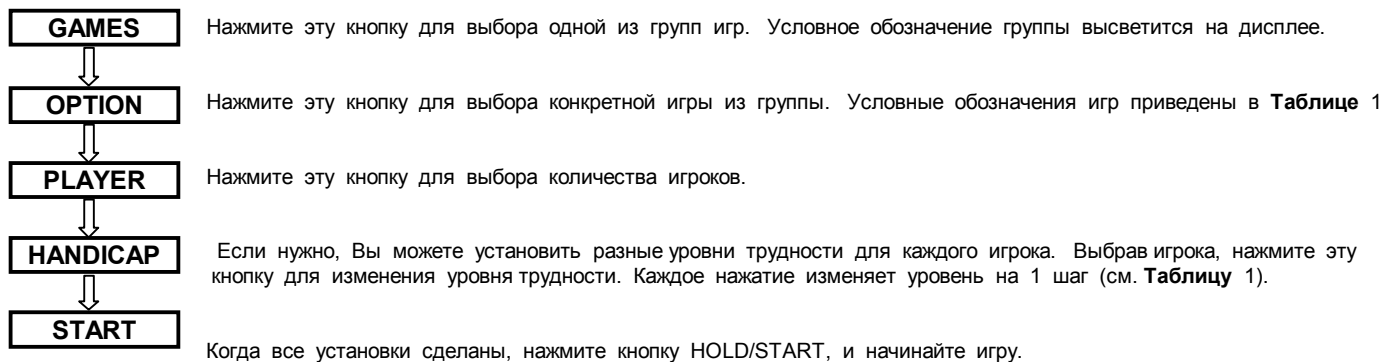 GAMES
Нажмите эту кнопку для выбора одной из групп игр. Условное обозначение группы высветится на дисплее.
OPTION
Нажмите эту кнопку для выбора конкретной игры из группы. Условные обозначения игр приведены в Таблице 1
PLAYER
Нажмите эту кнопку для выбора количества игроков.
HANDICAP
Если нужно, Вы можете установить разные уровни трудности для каждого игрока. Выбрав игрока, нажмите эту
кнопку для изменения уровня трудности. Каждое нажатие изменяет уровень на 1 шаг (см. Таблицу 1).
START
Когда все установки сделаны, нажмите кнопку HOLD/START, и начинайте игру.